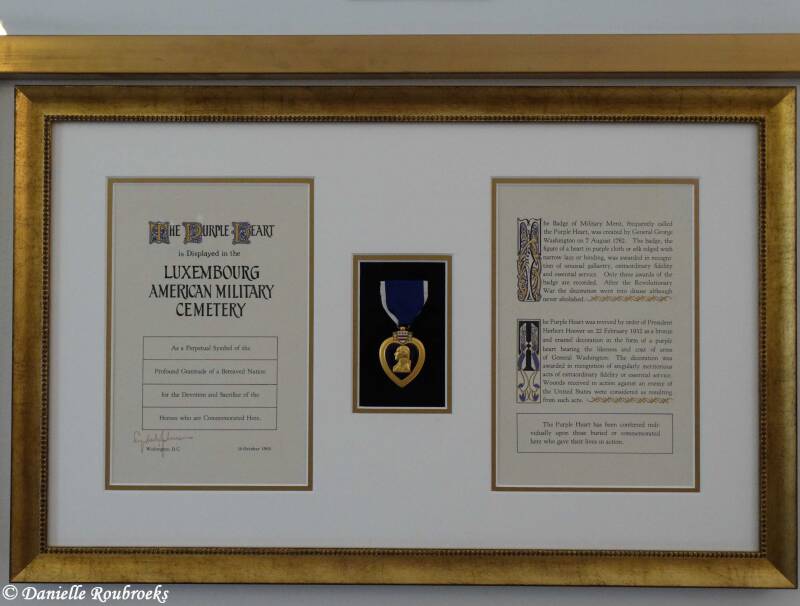 THE PURPLE HEART
is Displayed in the
LUXEMBOURG
AMERICAN MILITARY
CEMETERY
As a Perpetual Symbol of the
Profound Gratitude of a Bereaved Nation
for the Devotion and Sacrifice of the
Heroes who are Commemorated Here.
Washington, D.C.
The Badge of Military Merit, frequently called
the Purple Heart, was created by General George
Washington on 7 August 1782. The badge, the
figure of a heart in purple cloth or silk edged with
narrow lace or binding, was awarded in recogni-
tion of unusual gallantry, extraordinary fidelity
and essential service. Only three awards of the
badge are recorded. After the Revolutionary
War the decoration went into disuse although
never abolished.
The Purple Heart was revived by order of President
Herbert Hoover on 22 February 1932 as a bronze
and enamel decoration in the form of a purple
heart bearing the likeness and coat of arms
of General Washington. The decoration was
awarded in recognition of singularly meritorious
acts of extraordinary fidelity or essential service.
Wounds received in action against an enemy of
the United States were considered as resulting
from such acts.
The Purple Heart has been conferred indi-
vidually upon those buried or commemorated
here who gave their lives in action.
© Danielle Roubroeks